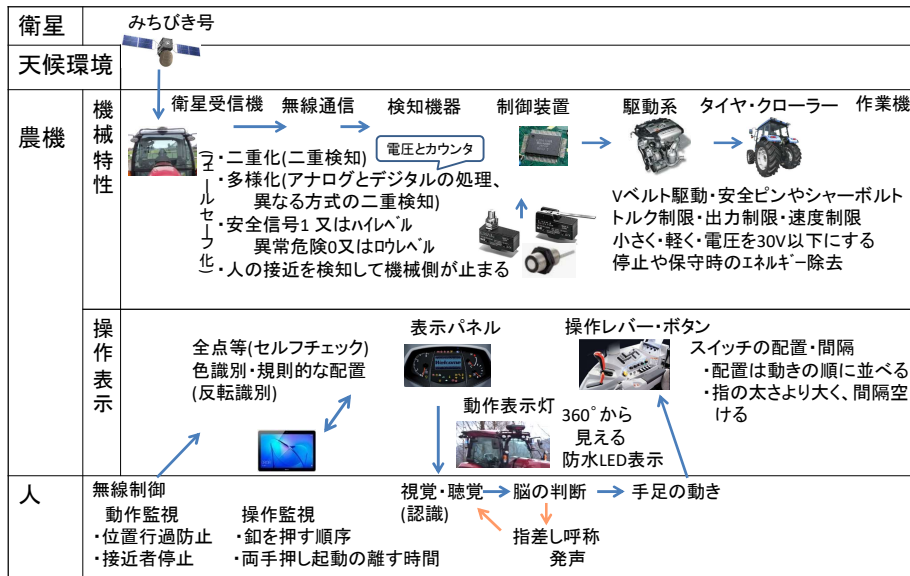 衛星
みちびき号
天候環境
農機
機械特性
衛星受信機
無線通信
検知機器
制御装置
駆動系
タイヤ・クローラー
作業機
電圧とカウンタ
(フェールセーフ化)
・二重化(二重検知)
・多様化(アナログとデジタルの処理、
異なる方式の二重検知)
・安全信号1 又はﾊｲﾚﾍﾞﾙ
異常危険0又はﾛｳﾚﾍﾞﾙ
・人の接近を検知して機械側が止まる
Vベルト駆動・安全ピンやシャーボルト
トルク制限・出力制限・速度制限
小さく・軽く・電圧を30V以下にする
停止や保守時のｴﾈﾙｷﾞｰ除去
操作表示
全点等(セルフチェック)
色識別・規則的な配置
(反転識別)
表示パネル
操作レバー・ボタン
スイッチの配置・間隔
・配置は動きの順に並べる
・指の太さより大く、間隔空
ける
動作表示灯
360°から
見える
防水LED表示
人
無線制御
動作監視
・位置行過防止
・接近者停止
操作監視
・釦を押す順序
・両手押し起動の離す時間
視覚・聴覚
(認識)
脳の判断
手足の動き
指差し呼称
発声